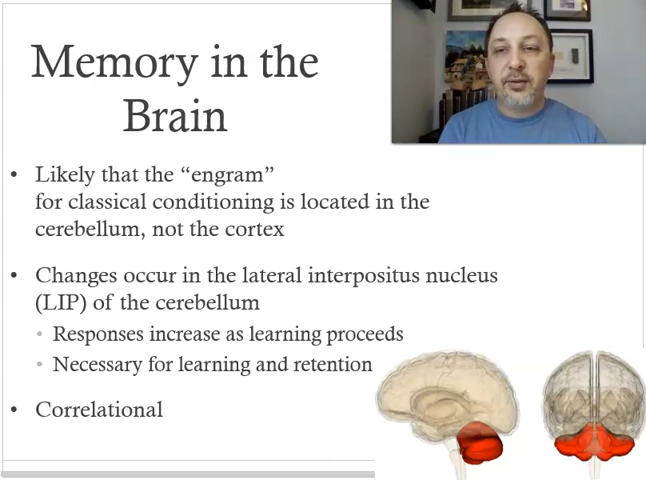 Memory in the
Brain
• Likely that the “engram”
for classical conditioning is located in the
cerebellum, not the cortex
• Changes occur in the lateral interpositus nucleus
(LIP) of the cerebellum
• Responses increase as learning proceeds
• Necessary for learning and retention
• Correlational